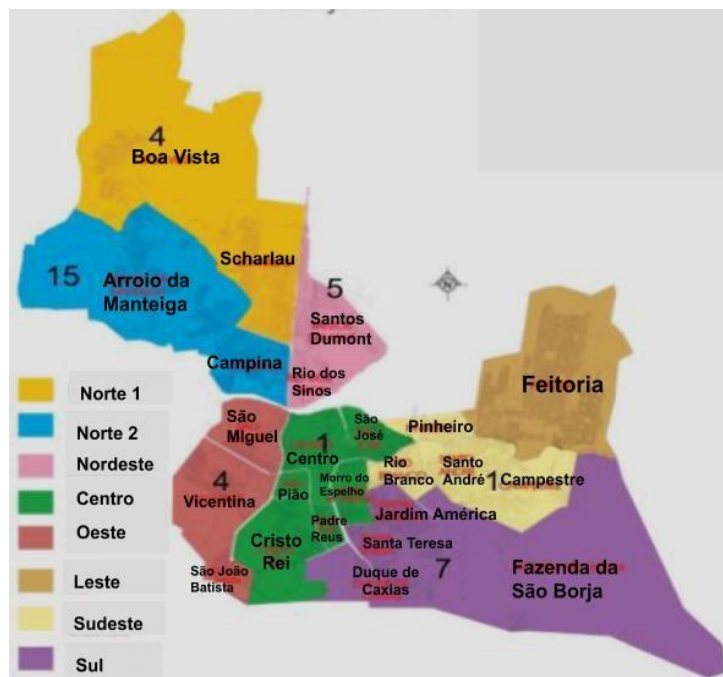 4
Boa Vista
Scharlau
15
Arroio da
Manteiga
5
Santos
Dumont
Campina
Rio dos
Sinos
N
Feitoria
São
Miguel
São
José
Pinheiro
1
Centro
4
Vicentina
Pião
Morro do
Espelho
Rio
Branco
Santo
André
1
Campestre
Padre
Reus
Jardim América
Cristo
Rei
Santa Teresa
São João
Batista
Duque de
Caxias
7
Fazenda da
São Borja
Norte 1
Norte 2
Nordeste
Centro
Oeste
Leste
Sudeste
Sul